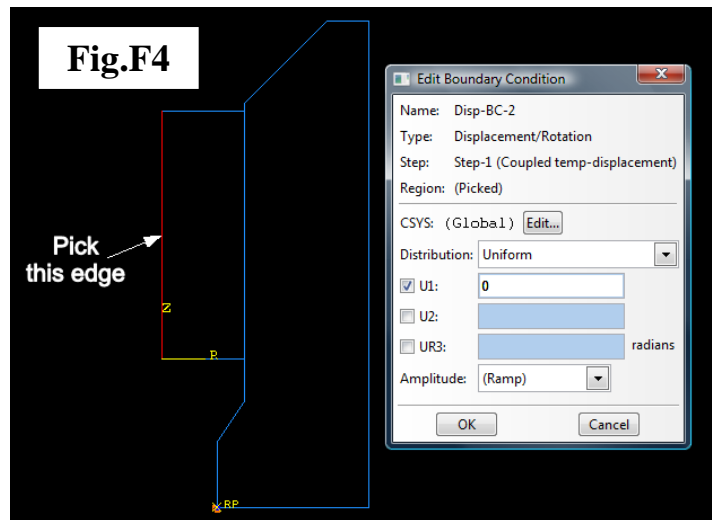 Fig.F4
Pick
this edge
Z
R
RP
Edit Boundary Condition
Name: Disp-BC-2
Type: Displacement/Rotation
Step: Step-1 (Coupled temp-displacement)
Region: (Picked)
CSYS: (Global) Edit...
Distribution: Uniform
U1: 0
U2:
UR3: radians
Amplitude: (Ramp)
OK Cancel